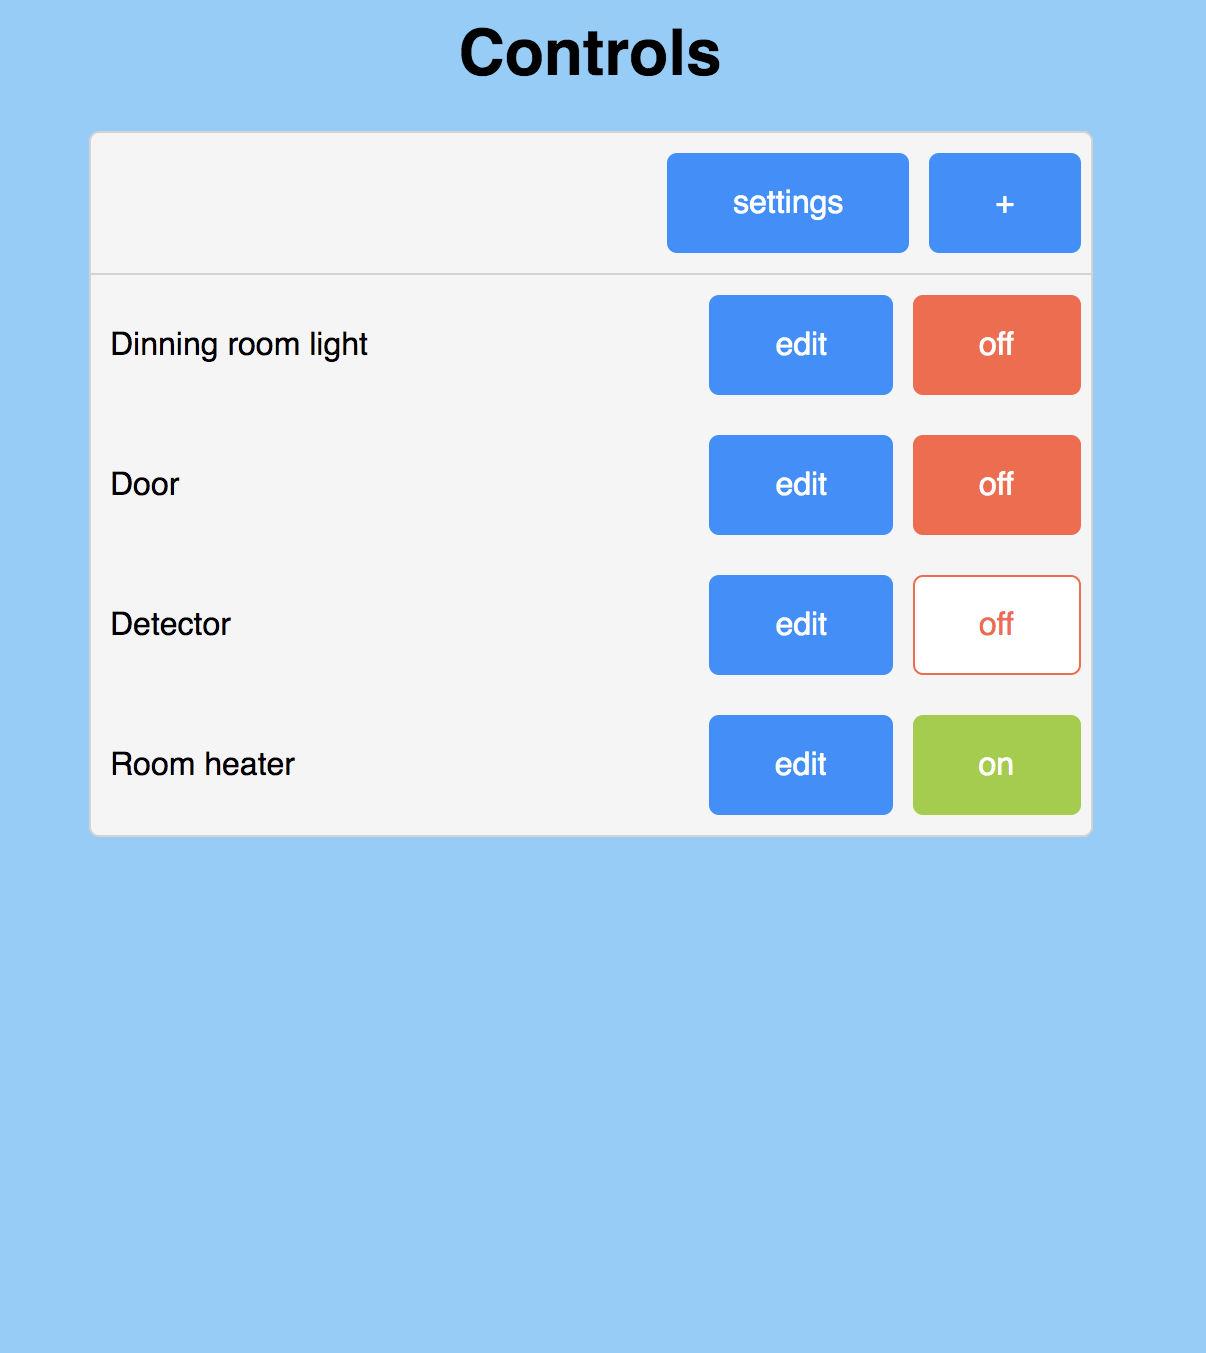 Controls
settings +
Dinning room light edit off
Door edit off
Detector edit off
Room heater edit on